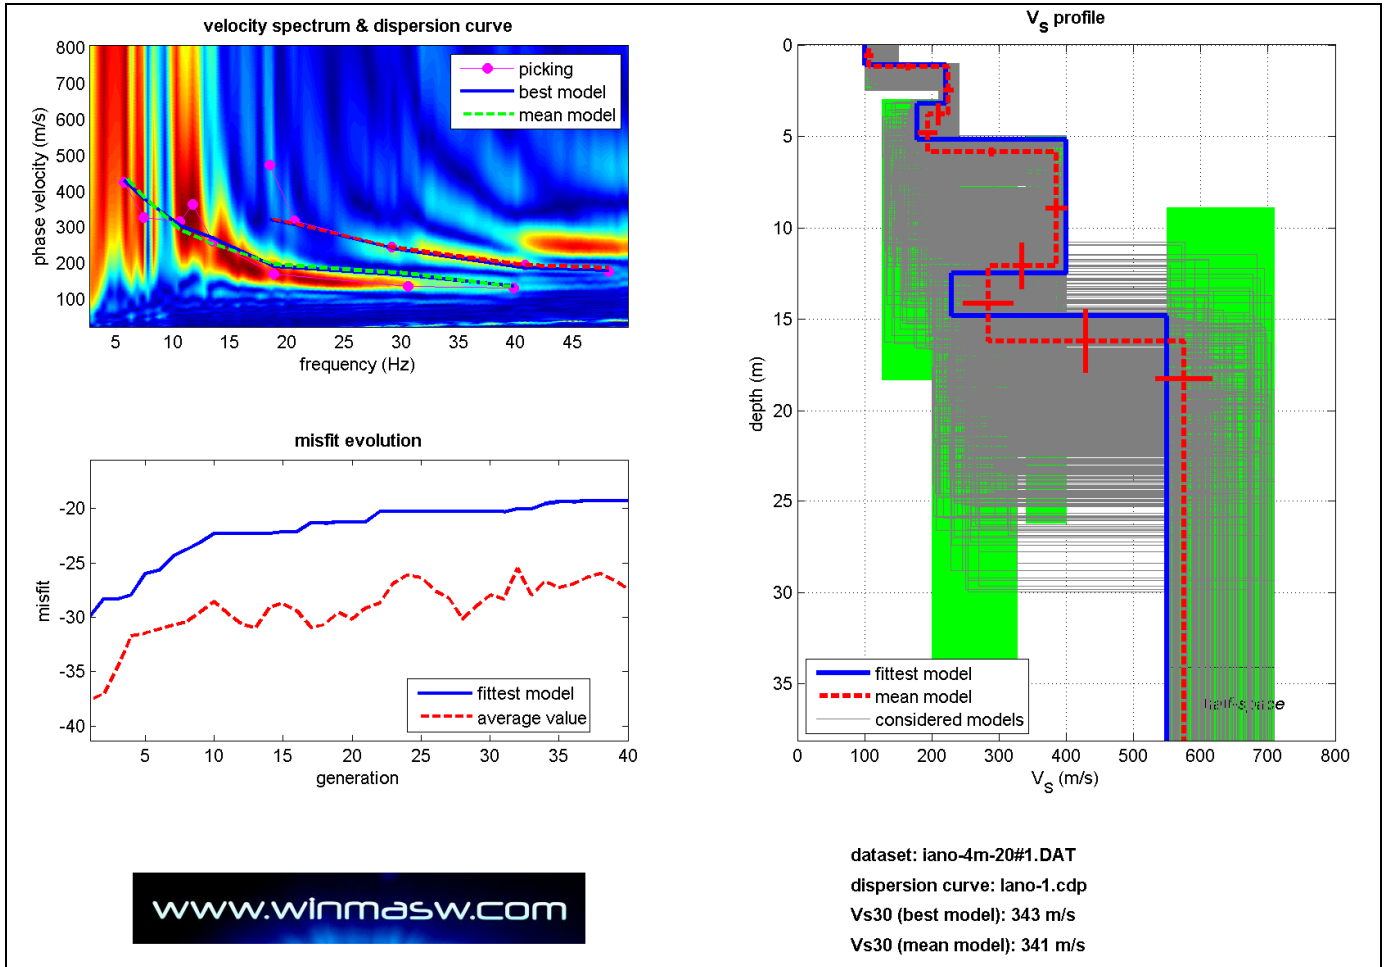 velocity spectrum & dispersion curve
800
700
600
500
400
300
200
100
phase velocity (m/s)
picking
best model
mean model
5 10 15 20 25 30 35 40 45
frequency (Hz)
misfit evolution
-20
-25
-30
-35
-40
misfit
fittest model
average value
5 10 15 20 25 30 35 40
generation
VS profile
0
5
10
15
20
25
30
35
depth (m)
half-space
fittest model
mean model
considered models
0 100 200 300 400 500 600 700 800
VS (m/s)
www.winmasw.com
dataset: iano-4m-20#1.DAT
dispersion curve: Iano-1.cdp
Vs30 (best model): 343 m/s
Vs30 (mean model): 341 m/s